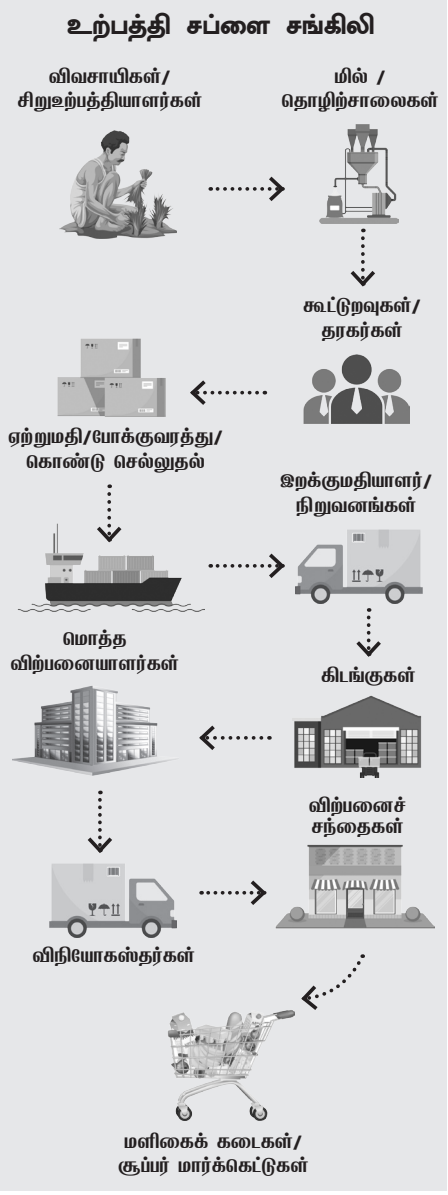 உற்பத்தி சப்ளை சங்கிலி
விவசாயிகள்/
சிறுஉற்பத்தியாளர்கள்
மில் /
தொழிற்சாலைகள்
கூட்டுறவுகள்/
தரகர்கள்
ஏற்றுமதி/போக்குவரத்து/
கொண்டு செல்லுதல்
இறக்குமதியாளர்/
நிறுவனங்கள்
கிடங்குகள்
மொத்த
விற்பனையாளர்கள்
விநியோகஸ்தர்கள்
விற்பனைச்
சந்தைகள்
மளிகைக் கடைகள்/
சூப்பர் மார்க்கெட்டுகள்